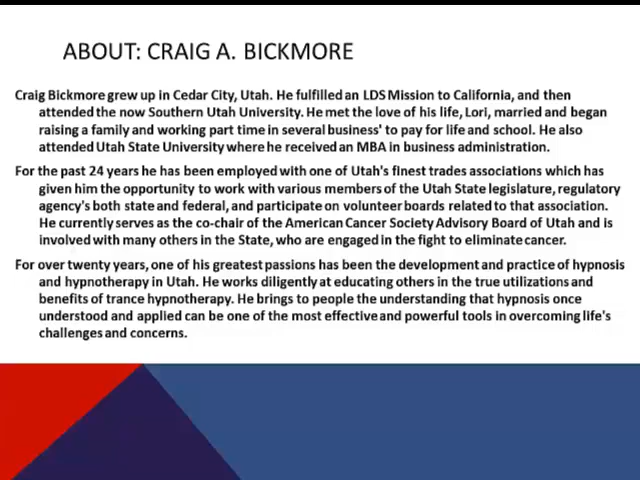 ABOUT: CRAIG A. BICKMORE
Craig Bickmore grew up in Cedar City, Utah. He fulfilled an LDS Mission to California, and then
attended the now Southern Utah University. He met the love of his life, Lori, married and began
raising a family and working part time in several business' to pay for life and school. He also
attended Utah State University where he received an MBA in business administration.
For the past 24 years he has been employed with one of Utah's finest trades associations which has
given him the opportunity to work with various members of the Utah State legislature, regulatory
agency's both state and federal, and participate on volunteer boards related to that association.
He currently serves as the co-chair of the American Cancer Society Advisory Board of Utah and is
involved with many others in the State, who are engaged in the fight to eliminate cancer.
For over twenty years, one of his greatest passions has been the development and practice of hypnosis
and hypnotherapy in Utah. He works diligently at educating others in the true utilizations and
benefits of trance hypnotherapy. He brings to people the understanding that hypnosis once
understood and applied can be one of the most effective and powerful tools in overcoming life's
challenges and concerns.